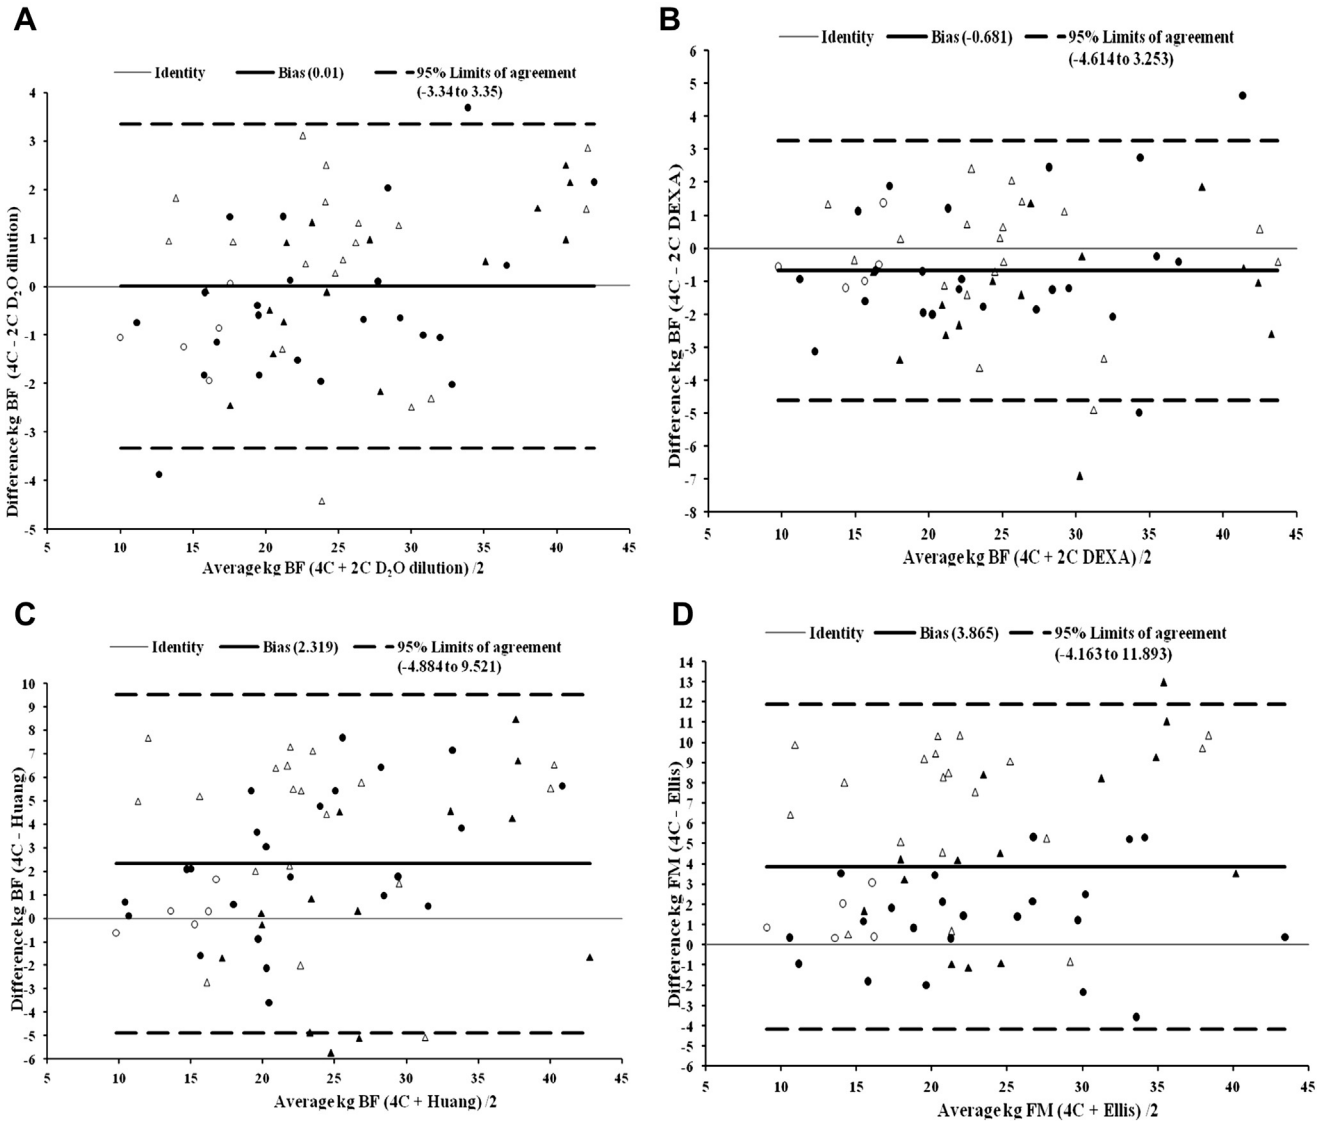 A
Identity Bias (0.01) 95% Limits of agreement
(-3.34 to 3.35)
4
3
2
1
0
-1
-2
-3
-4
-5
5 10 15 20 25 30 35 40 45
Difference kg BF (4C - 2C D₂O dilution)
Average kg BF (4C + 2C D₂O dilution) /2
B
Identity Bias (-0.681) 95% Limits of agreement
(-4.614 to 3.253)
6
5
4
3
2
1
0
-1
-2
-3
-4
-5
-6
-7
-8
5 10 15 20 25 30 35 40 45
Difference kg BF (4C - 2C DEXA)
Average kg BF (4C + 2C DEXA) /2
C
Identity Bias (2.319) 95% Limits of agreement
(-4.884 to 9.521)
10
9
8
7
6
5
4
3
2
1
0
-1
-2
-3
-4
-5
-6
5 10 15 20 25 30 35 40 45
Difference kg BF (4C - Huang)
Average kg BF (4C + Huang) /2
D
Identity Bias (3.865) 95% Limits of agreement
(-4.163 to 11.893)
14
13
12
11
10
9
8
7
6
5
4
3
2
1
0
-1
-2
-3
-4
-5
-6
5 10 15 20 25 30 35 40 45
Difference kg FM (4C - Ellis)
Average kg FM (4C + Ellis) /2